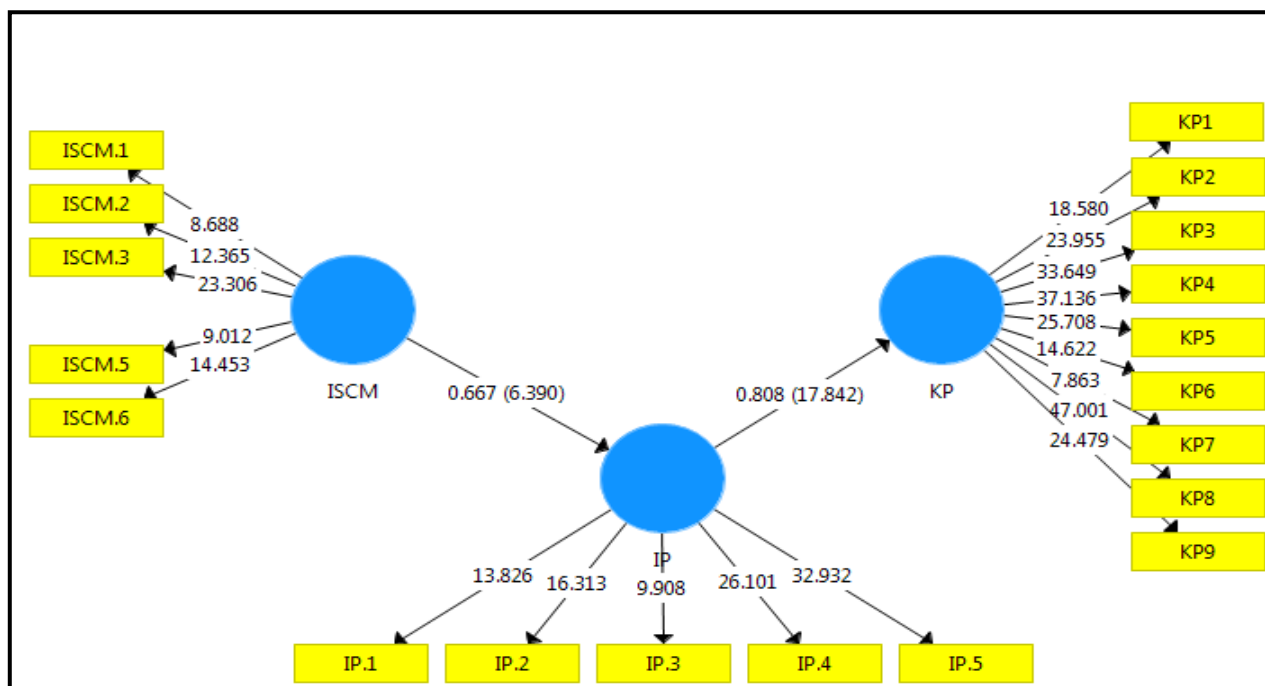 ISCM.1
ISCM.2
ISCM.3
ISCM.5
ISCM.6
8.688
12.365
23.306
9.012
14.453
ISCM
0.667 (6.390)
IP
13.826
16.313
9.908
26.101
32.932
IP.1
IP.2
IP.3
IP.4
IP.5
0.808 (17.842)
KP
18.580
23.955
33.649
37.136
25.708
14.622
7.863
47.001
24.479
KP1
KP2
KP3
KP4
KP5
KP6
KP7
KP8
KP9